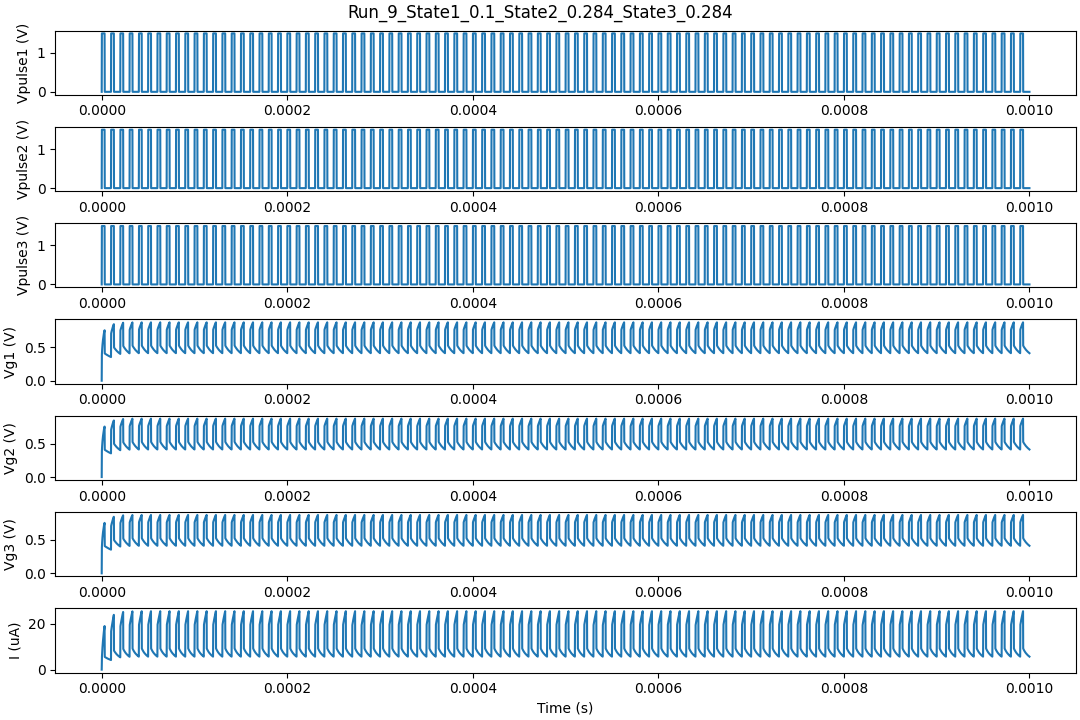 Run_9_State1_0.1_State2_0.284_State3_0.284
Vpulse1 (V)
1
0
0.0000 0.0002 0.0004 0.0006 0.0008 0.0010
Vpulse2 (V)
1
0
0.0000 0.0002 0.0004 0.0006 0.0008 0.0010
Vpulse3 (V)
1
0
0.0000 0.0002 0.0004 0.0006 0.0008 0.0010
Vg1 (V)
0.5
0.0
0.0000 0.0002 0.0004 0.0006 0.0008 0.0010
Vg2 (V)
0.5
0.0
0.0000 0.0002 0.0004 0.0006 0.0008 0.0010
Vg3 (V)
0.5
0.0
0.0000 0.0002 0.0004 0.0006 0.0008 0.0010
I (uA)
20
0
0.0000 0.0002 0.0004 0.0006 0.0008 0.0010
Time (s)